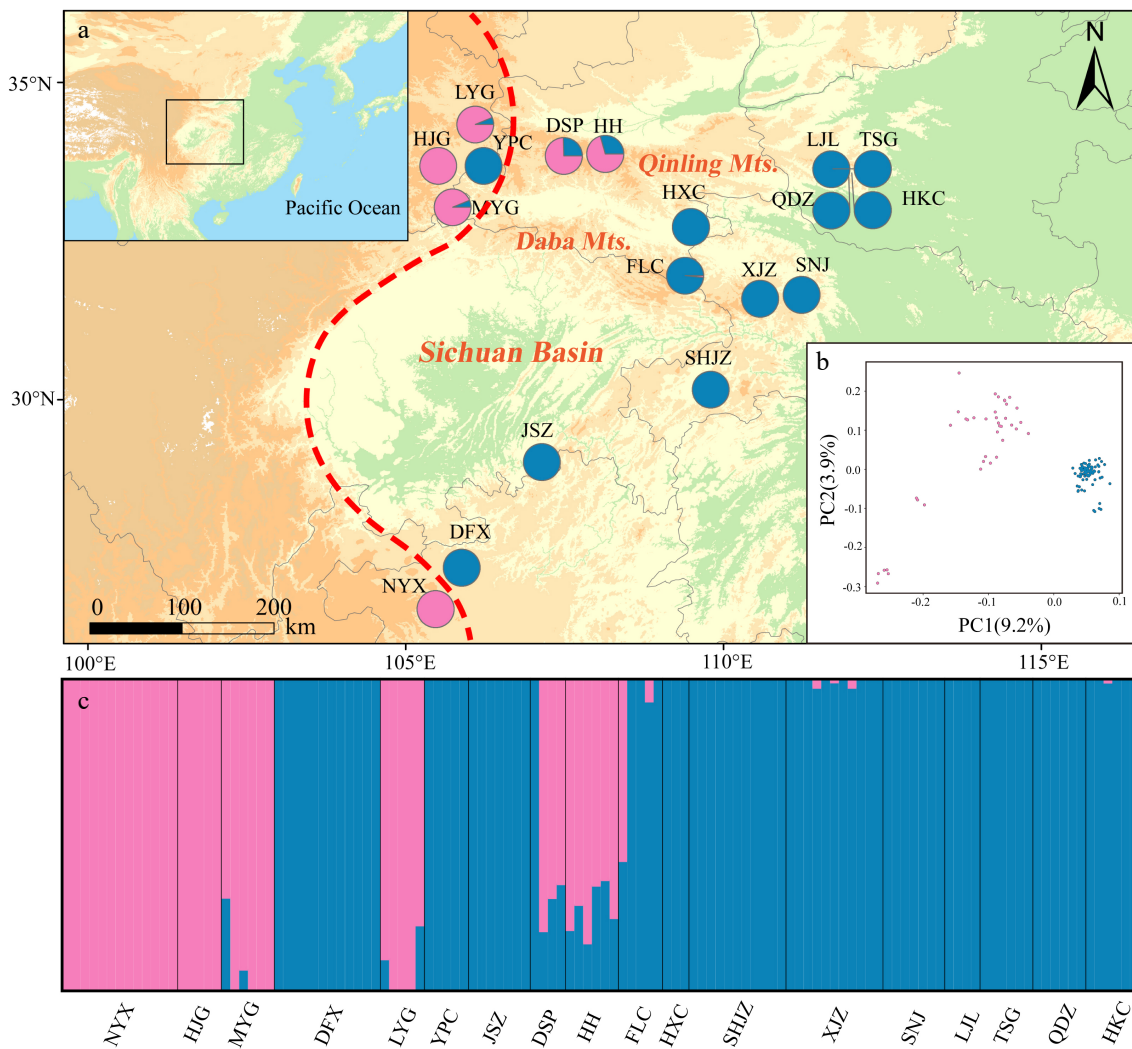 a
N
35°N
30°N
Pacific Ocean
LYG
HJG
YPC
MYG
DSP
HH
Qinling Mts.
LJL
TSG
QDZ
HKC
HXC
Daba Mts.
FLC
XJZ
SNJ
Sichuan Basin
SHJZ
JSZ
DFX
NYX
0 100 200
km
b
0.2
0.1
0.0
-0.1
-0.2
-0.3
PC2(3.9%)
-0.2 -0.1 0.0 0.1
PC1(9.2%)
100°E 105°E 110°E 115°E
c
NYX HJG MYG DFX LYG YPC JSZ DSP HH FLC HXC SHJZ XJZ SNJ LJL TSG QDZ HKC